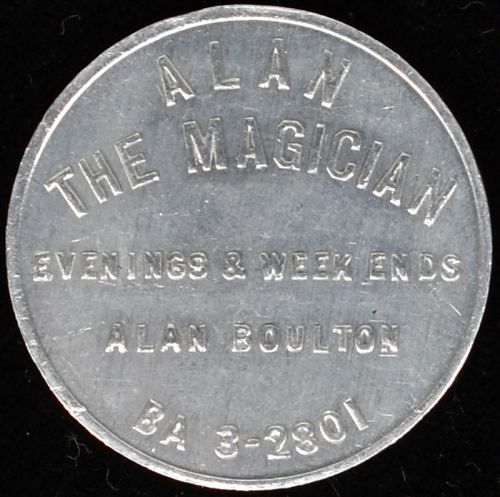 ALAN
THE MAGICIAN
EVENINGS & WEEK ENDS
ALAN BOULTON
BA 3-2801